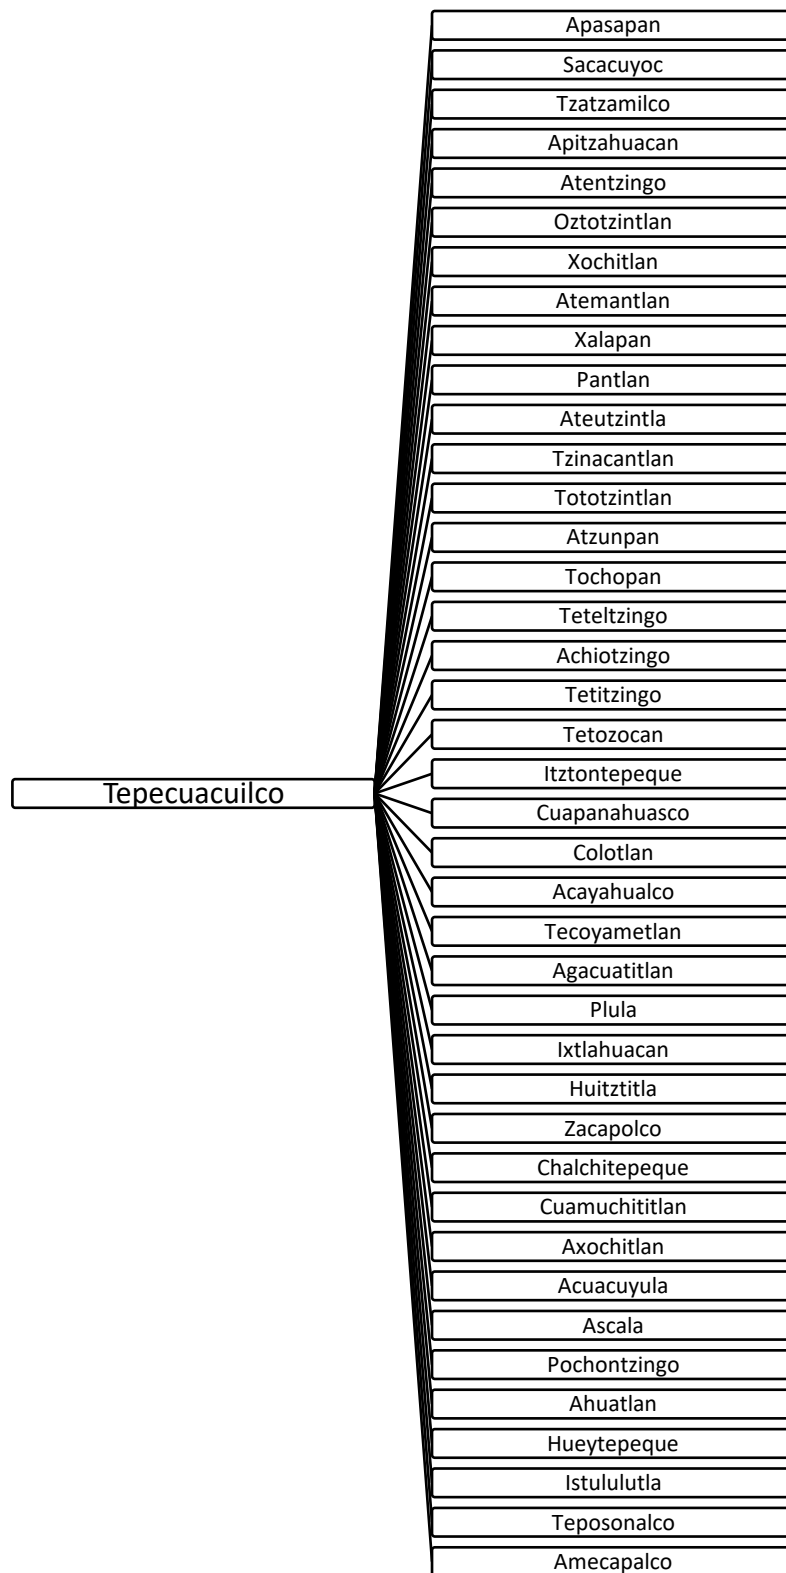 Tepecuacuilco
Apasapan
Sacacuyoc
Tzatzamilco
Apitzahuacan
Atentzingo
Oztotzintlan
Xochitlan
Atemantlan
Xalapan
Pantlan
Ateutzintla
Tzinacantlan
Tototzintlan
Atzunpan
Tochopan
Teteltzingo
Achiotzingo
Tetitzingo
Tetozocan
Itztontepeque
Cuapanahuasco
Colotlan
Acayahualco
Tecoyametlan
Agacuatitlan
Plula
Ixtlahuacan
Huitztitla
Zacapolco
Chalchitepeque
Cuamuchititlan
Axochitlan
Acuacuyula
Ascala
Pochontzingo
Ahuatlan
Hueytepeque
Istululutla
Teposonalco
Amecapalco